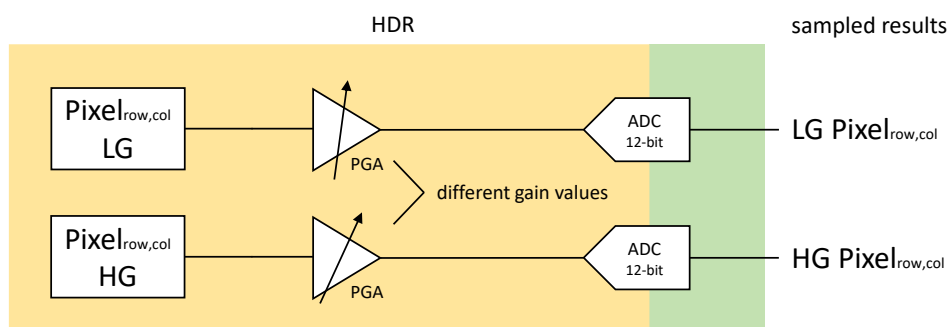 HDR
sampled results
Pixelrow,col
LG
PGA
ADC
12-bit
LG Pixelrow,col
different gain values
Pixelrow,col
HG
PGA
ADC
12-bit
HG Pixelrow,col